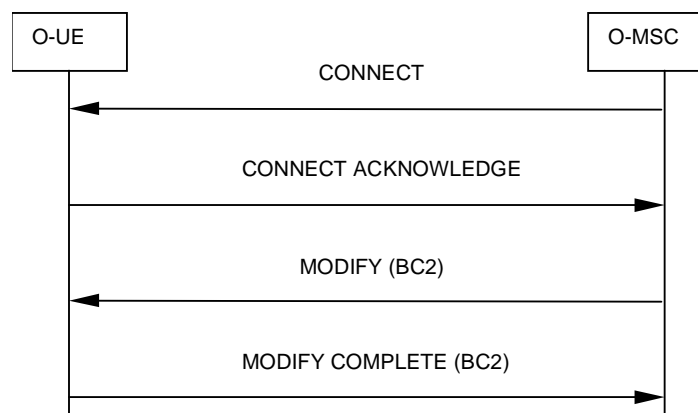 O-UE
O-MSC
CONNECT
CONNECT ACKNOWLEDGE
MODIFY (BC2)
MODIFY COMPLETE (BC2)